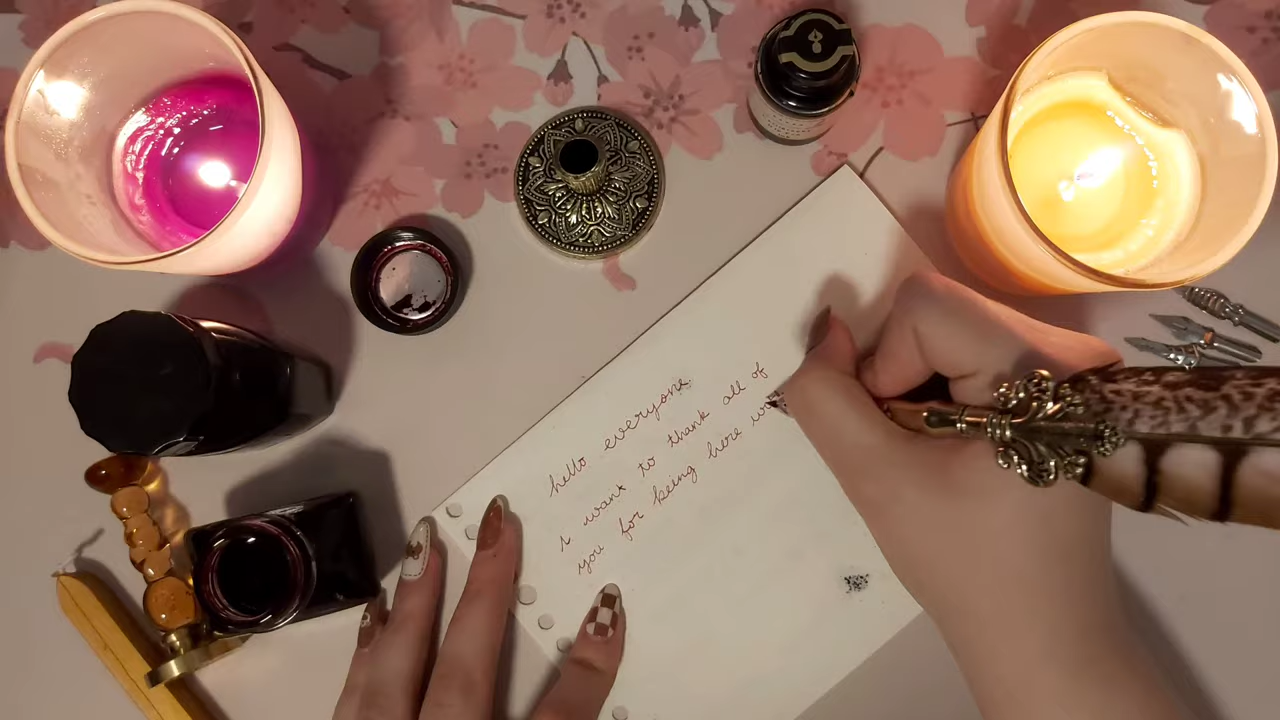 hello everyone
i want to thank all of
you for being here